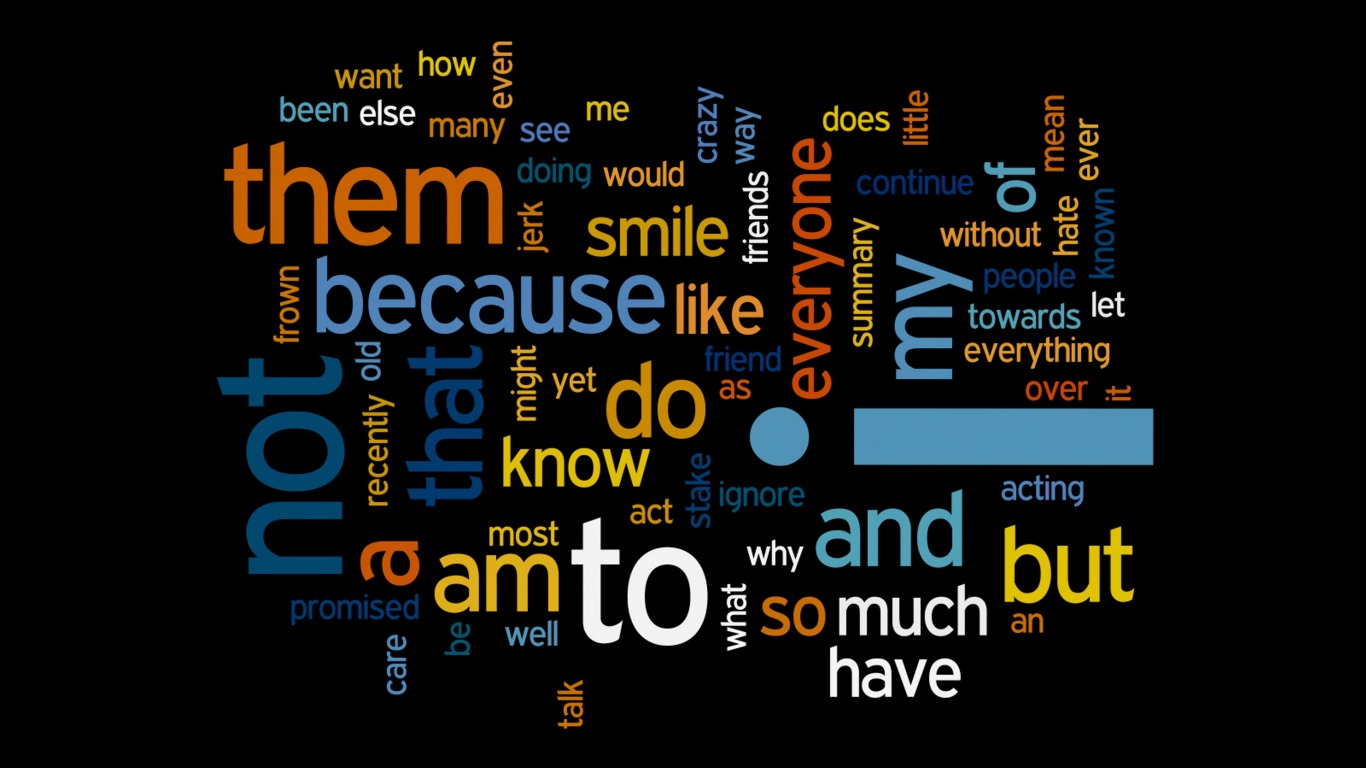 want
how
even
been
else
many
see
me
crazy
way
does
little
mean
ever
them
doing
would
jerk
smile
friends
everyone
continue
of
hate
known
without
summary
my
people
towards
let
everything
frown
because
like
not
old
that
might
yet
do
friend
as
over
it
i
recently
know
stake
ignore
act
acting
most
a
am
to
why
and
but
promised
be
well
what
so
much
an
care
have
talk